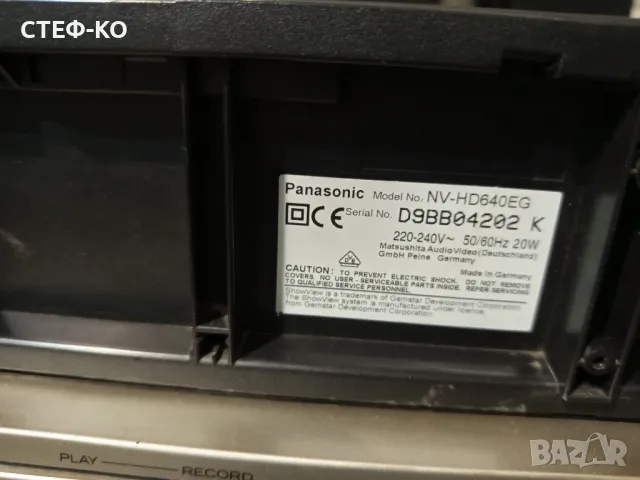 СТЕФ-КО
Panasonic Model No. NV-HD640EG
CE Serial No. D9BB04202 K
220-240V~ 50/60Hz 20W
Matsushita Audio Video (Deutschland)
GmbH Peine Germany
Made in Germany
CAUTION: TO PREVENT ELECTRIC SHOCK, DO NOT REMOVE
COVERS. NO USER - SERVICEABLE PARTS INSIDE. REFER SERVICING
TO QUALIFIED SERVICE PERSONNEL.
ShowView is a trademark of Gemstar Development Corporation.
The ShowView system is manufactured under licence
from Gemstar Development Corporation.
PLAY RECORD
BAZAR
bg